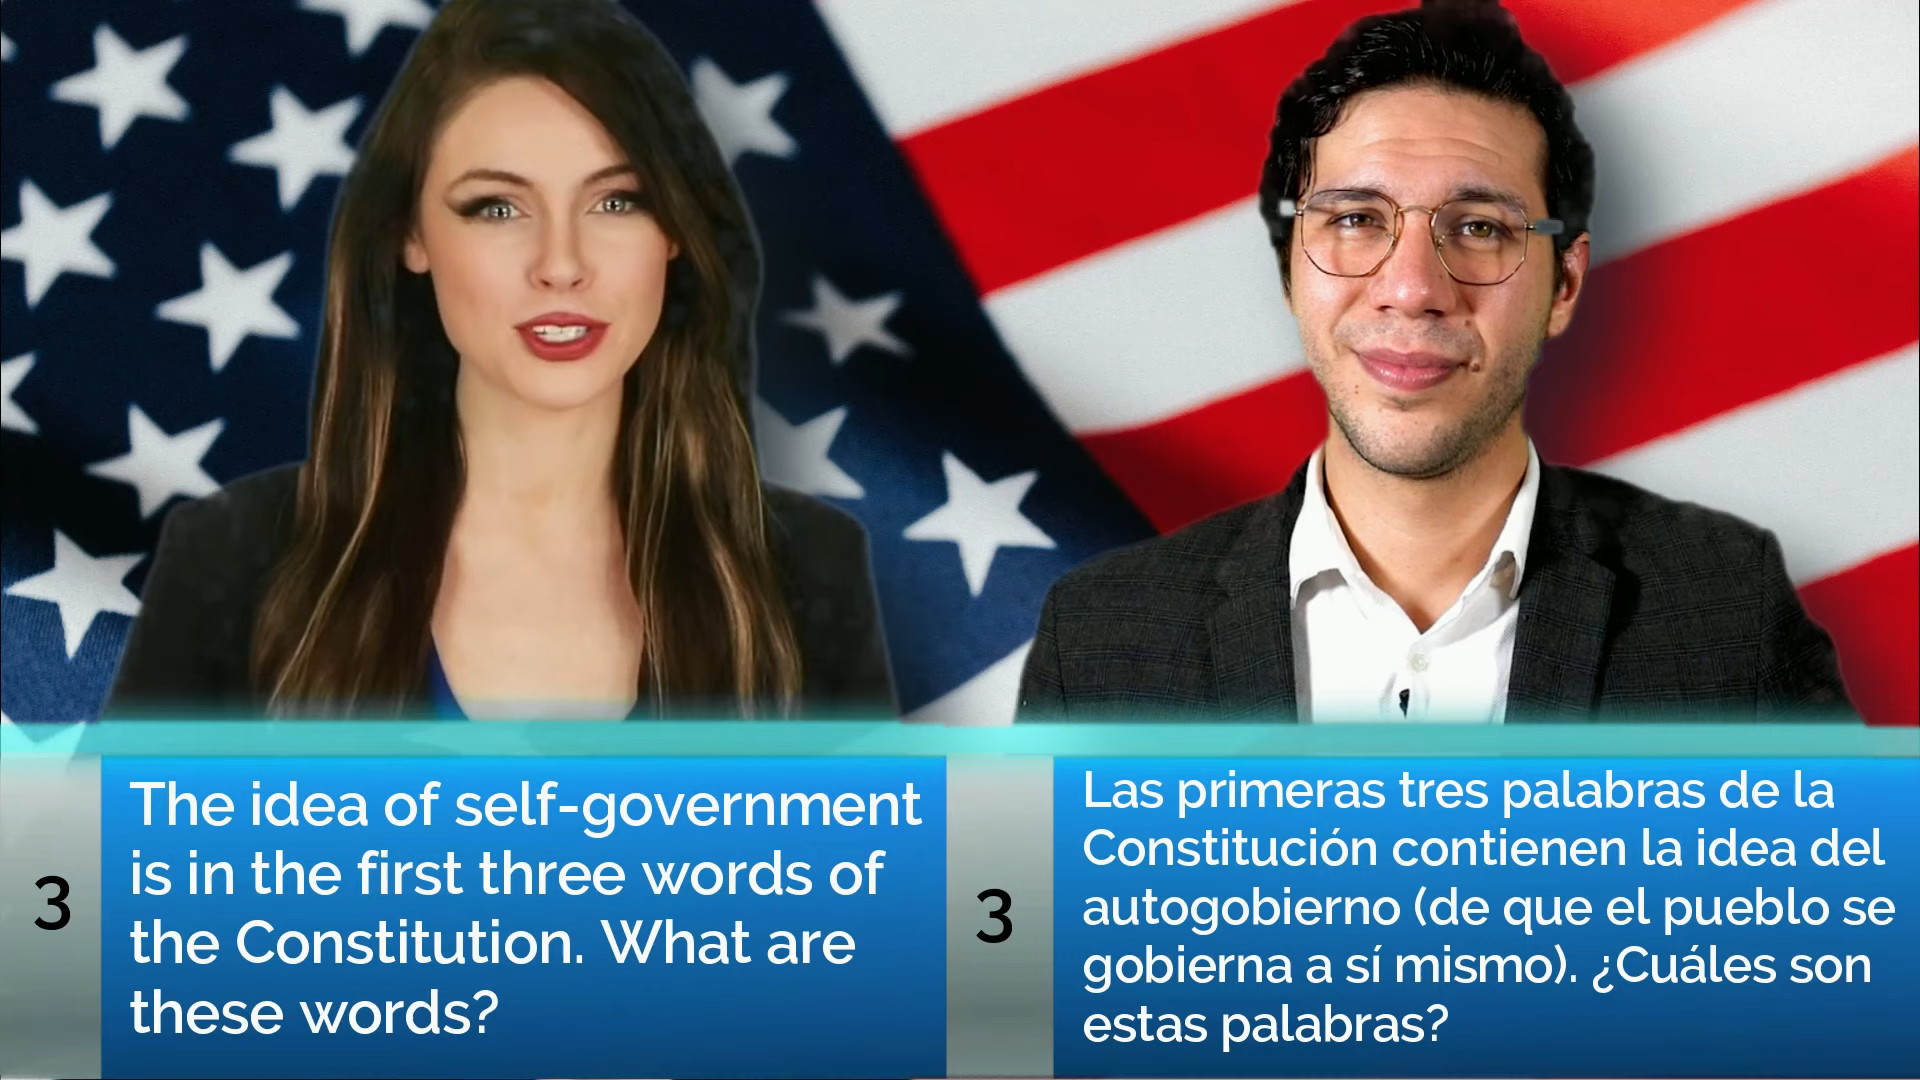 3
The idea of self-government
is in the first three words of
the Constitution. What are
these words?
3
Las primeras tres palabras de la
Constitución contienen la idea del
autogobierno (de que el pueblo se
gobierna a sí mismo). ¿Cuáles son
estas palabras?